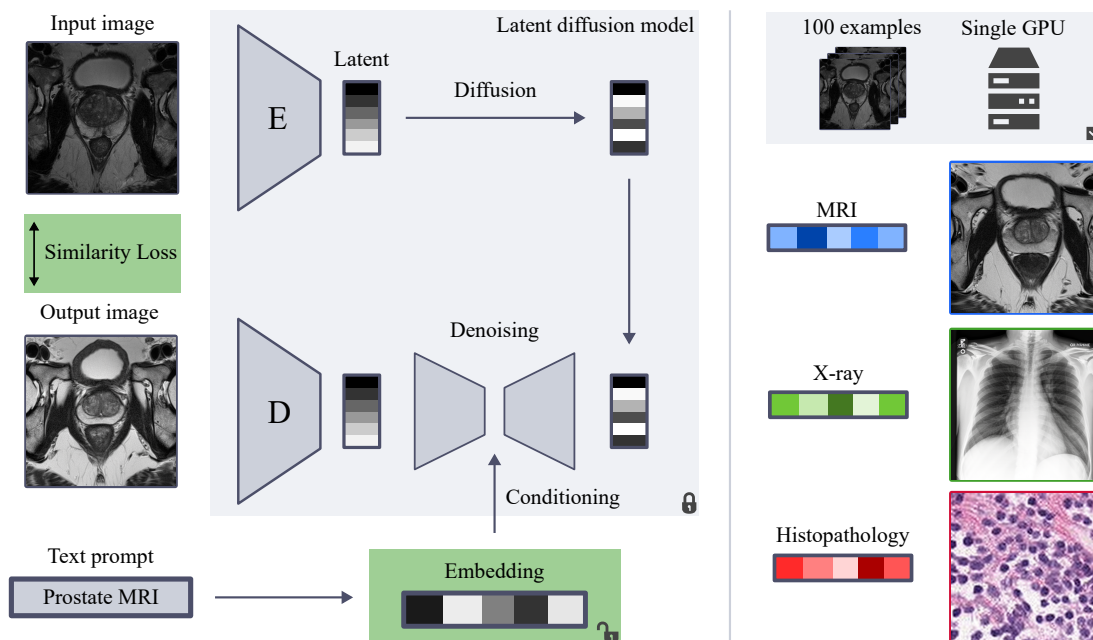 Input image
Similarity Loss
Output image
Text prompt
Prostate MRI
Latent diffusion model
E
Latent
Diffusion
D
Denoising
Conditioning
Embedding
100 examples
Single GPU
MRI
X-ray
Histopathology